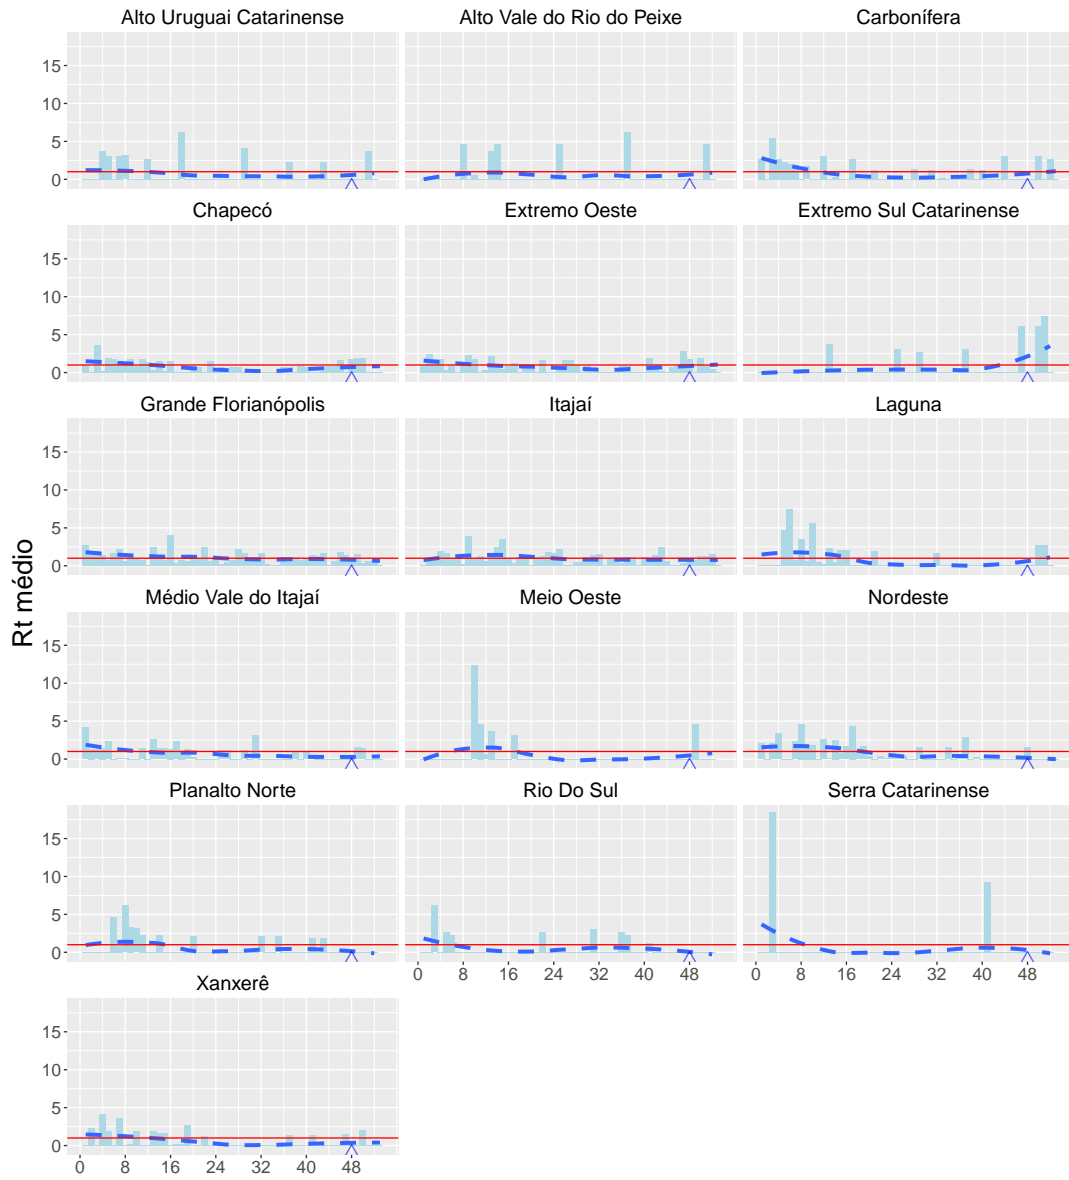 Alto Uruguai Catarinense Alto Vale do Rio do Peixe Carbonífera
15
10
5
0
Chapecó Extremo Oeste Extremo Sul Catarinense
15
10
5
0
Grande Florianópolis Itajaí Laguna
15
10
5
0
Rt médio
Médio Vale do Itajaí Meio Oeste Nordeste
15
10
5
0
Planalto Norte Rio Do Sul Serra Catarinense
15
10
5
0
0 8 16 24 32 40 48 0 8 16 24 32 40 48
Xanxerê
15
10
5
0
0 8 16 24 32 40 48